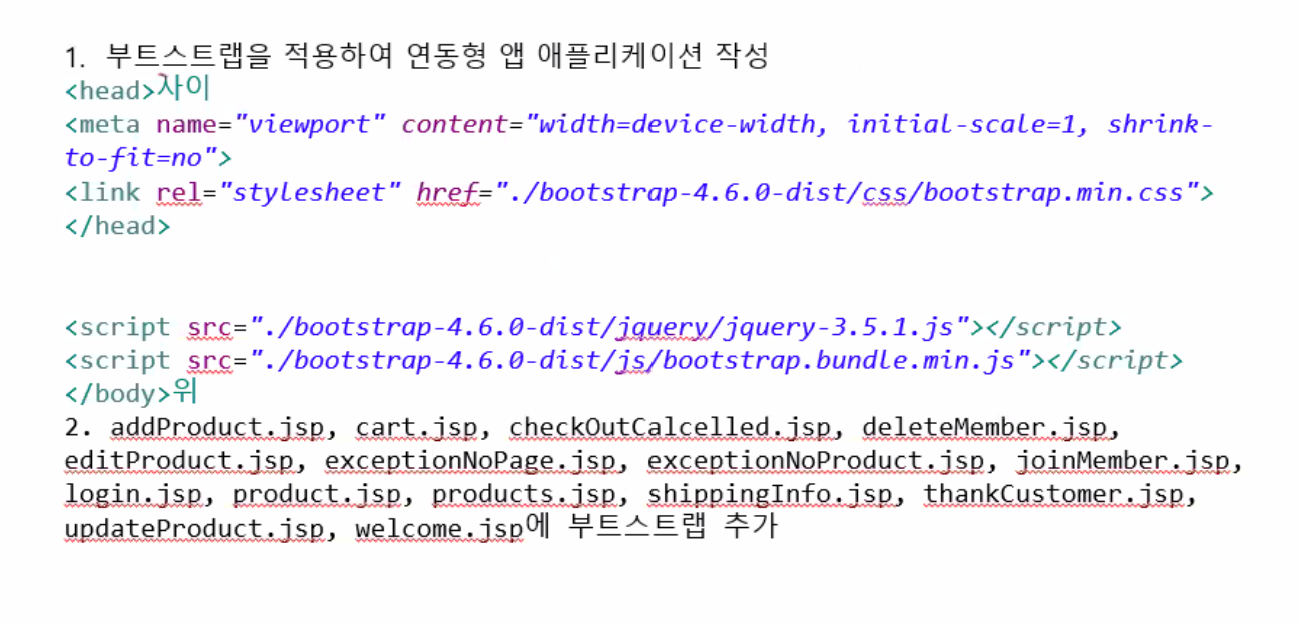 1. 부트스트랩을 적용하여 연동형 앱 애플리케이션 작성
<head>사이
<meta name="viewport" content="width=device-width, initial-scale=1, shrink-
to-fit=no">
<link rel="stylesheet" href="./bootstrap-4.6.0-dist/css/bootstrap.min.css">
</head>
<script src="./bootstrap-4.6.0-dist/jquery/jquery-3.5.1.js"></script>
<script src="./bootstrap-4.6.0-dist/js/bootstrap.bundle.min.js"></script>
</body>위
2. addProduct.jsp, cart.jsp, checkOutCalcelled.jsp, deleteMember.jsp,
editProduct.jsp, exceptionNoPage.jsp, exceptionNoProduct.jsp, joinMember.jsp,
login.jsp, product.jsp, products.jsp, shippingInfo.jsp, thankCustomer.jsp,
updateProduct.jsp, welcome.jsp에 부트스트랩 추가